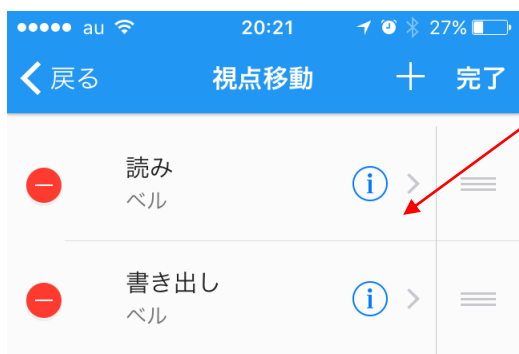 au 20:21 27%
戻る 視点移動 完了
読み
ベル
書き出し
ベル